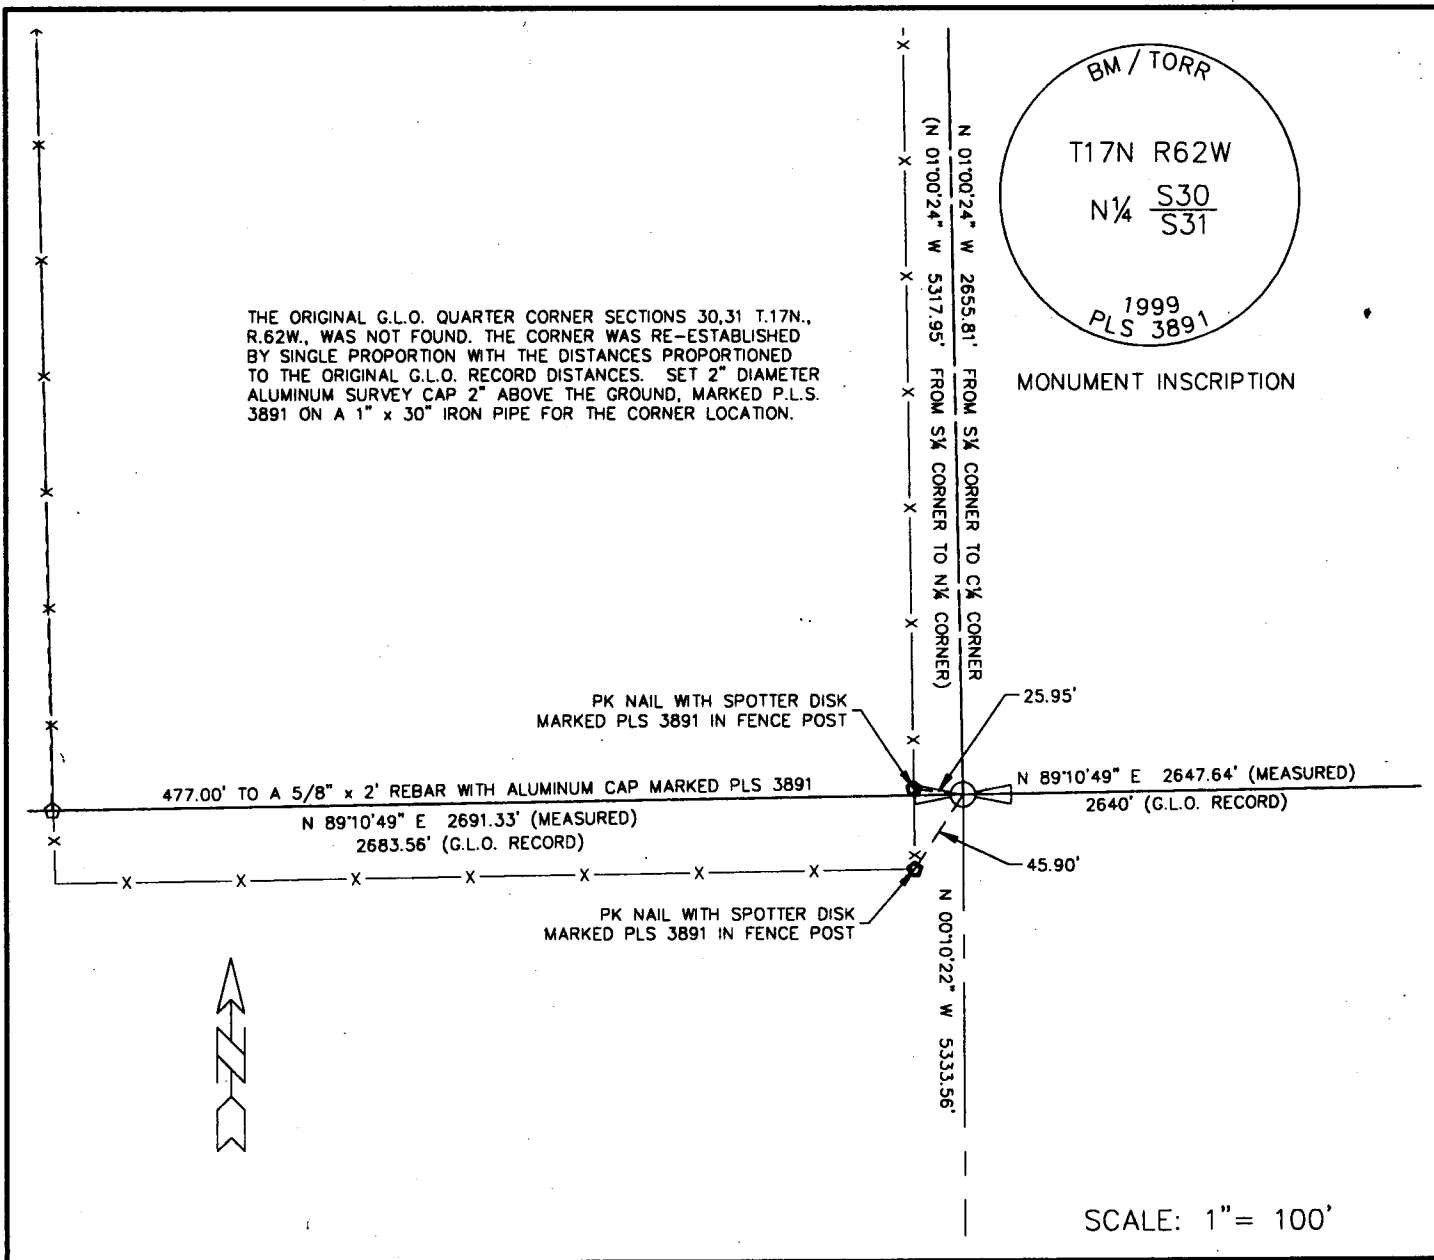 BM / TORR
T17N R62W
N¼ S30
S31
1999
PLS 3891
MONUMENT INSCRIPTION
THE ORIGINAL G.L.O. QUARTER CORNER SECTIONS 30,31 T.17N.,
R.62W., WAS NOT FOUND. THE CORNER WAS RE-ESTABLISHED
BY SINGLE PROPORTION WITH THE DISTANCES PROPORTIONED
TO THE ORIGINAL G.L.O. RECORD DISTANCES. SET 2" DIAMETER
ALUMINUM SURVEY CAP 2" ABOVE THE GROUND, MARKED P.L.S.
3891 ON A 1" x 30" IRON PIPE FOR THE CORNER LOCATION.
N 01°00'24" W 2655.81' FROM S¼ CORNER TO C¼ CORNER
(N 01°00'24" W 5317.95' FROM S¼ CORNER TO N¼ CORNER)
PK NAIL WITH SPOTTER DISK
MARKED PLS 3891 IN FENCE POST
25.95'
477.00' TO A 5/8" x 2' REBAR WITH ALUMINUM CAP MARKED PLS 3891
N 89°10'49" E 2691.33' (MEASURED)
2683.56' (G.L.O. RECORD)
N 89°10'49" E 2647.64' (MEASURED)
2640' (G.L.O. RECORD)
45.90'
PK NAIL WITH SPOTTER DISK
MARKED PLS 3891 IN FENCE POST
N 00°10'22" W 5333.56'
N
SCALE: 1"= 100'